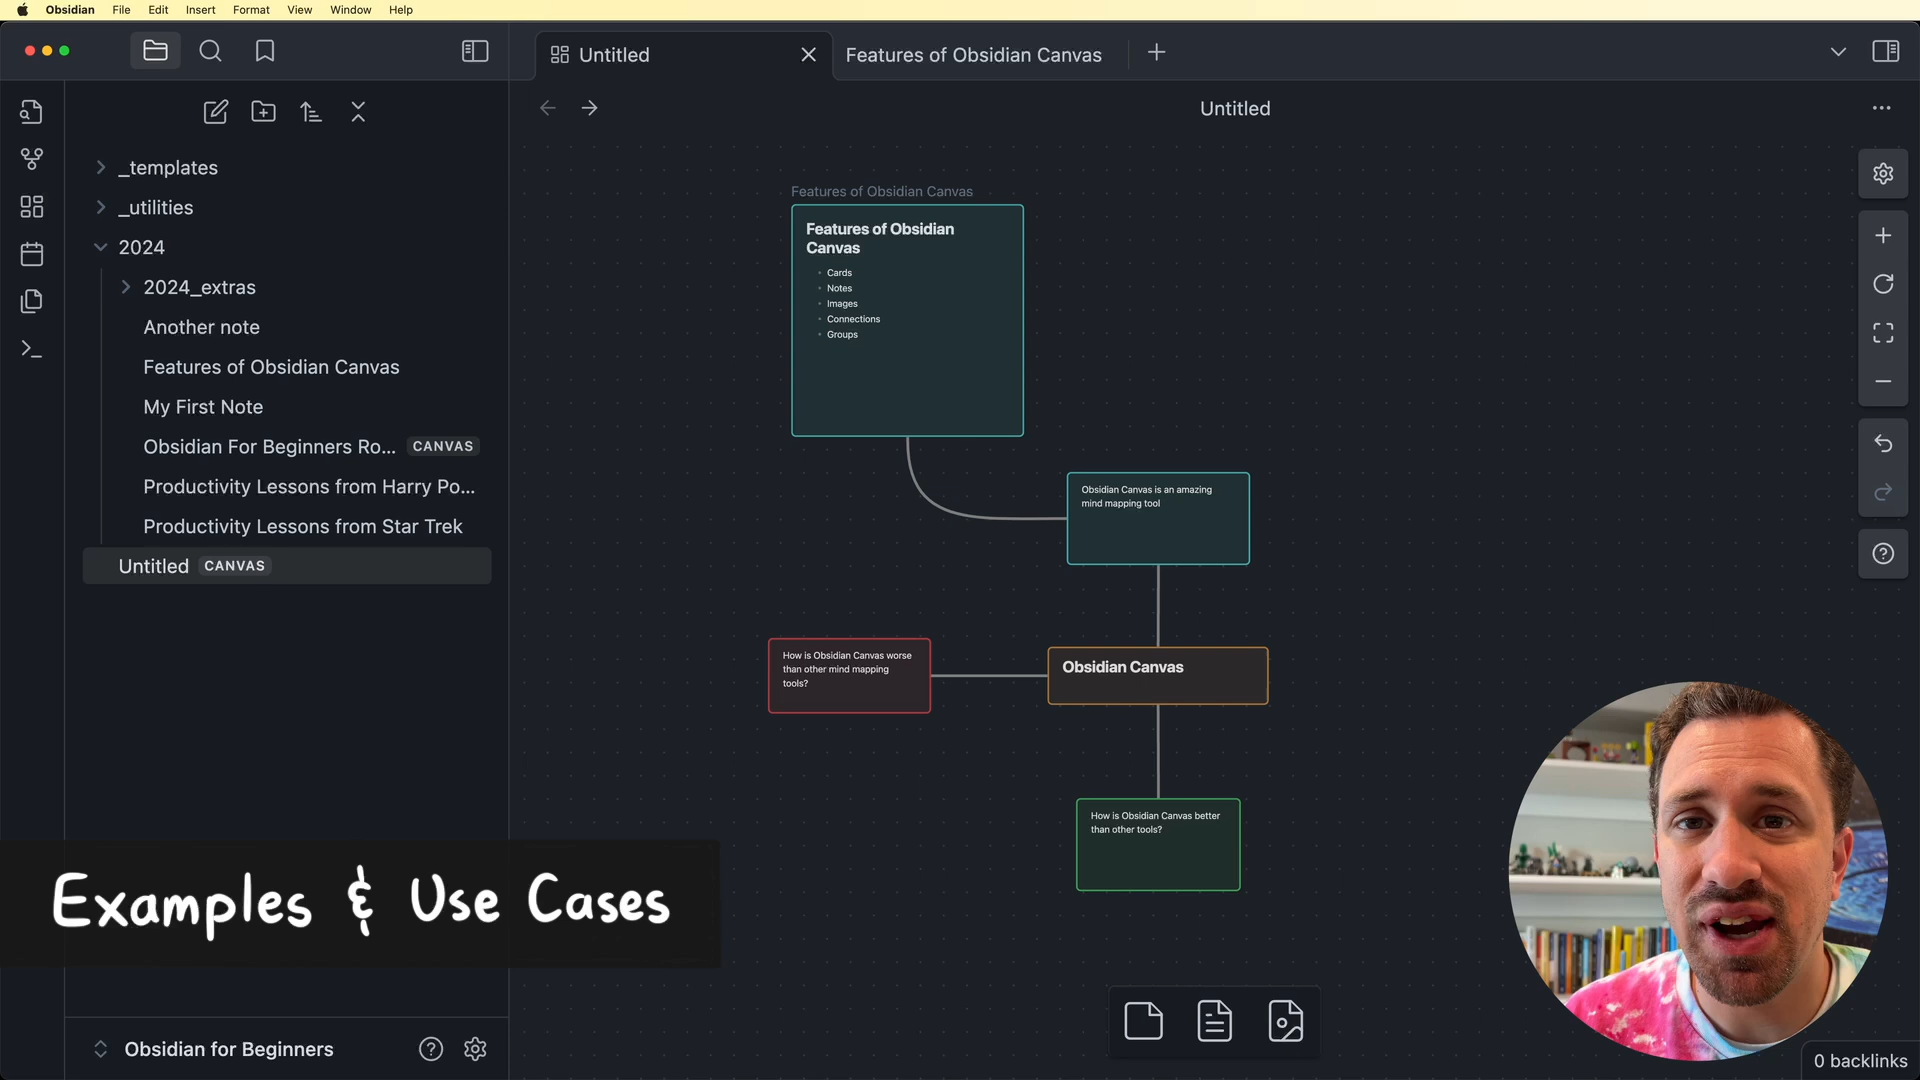 Obsidian File Edit Insert Format View Window Help
Untitled
Features of Obsidian Canvas
Untitled
_templates
_utilities
2024
2024_extras
Another note
Features of Obsidian Canvas
My First Note
Obsidian For Beginners Ro... CANVAS
Productivity Lessons from Harry Po...
Productivity Lessons from Star Trek
Untitled CANVAS
Features of Obsidian Canvas
Features of Obsidian
Canvas
Cards
Notes
Images
Connections
Groups
Obsidian Canvas is an amazing
mind mapping tool
How is Obsidian Canvas worse
than other mind mapping
tools?
Obsidian Canvas
How is Obsidian Canvas better
than other tools?
Examples & Use Cases
Obsidian for Beginners
0 backlinks